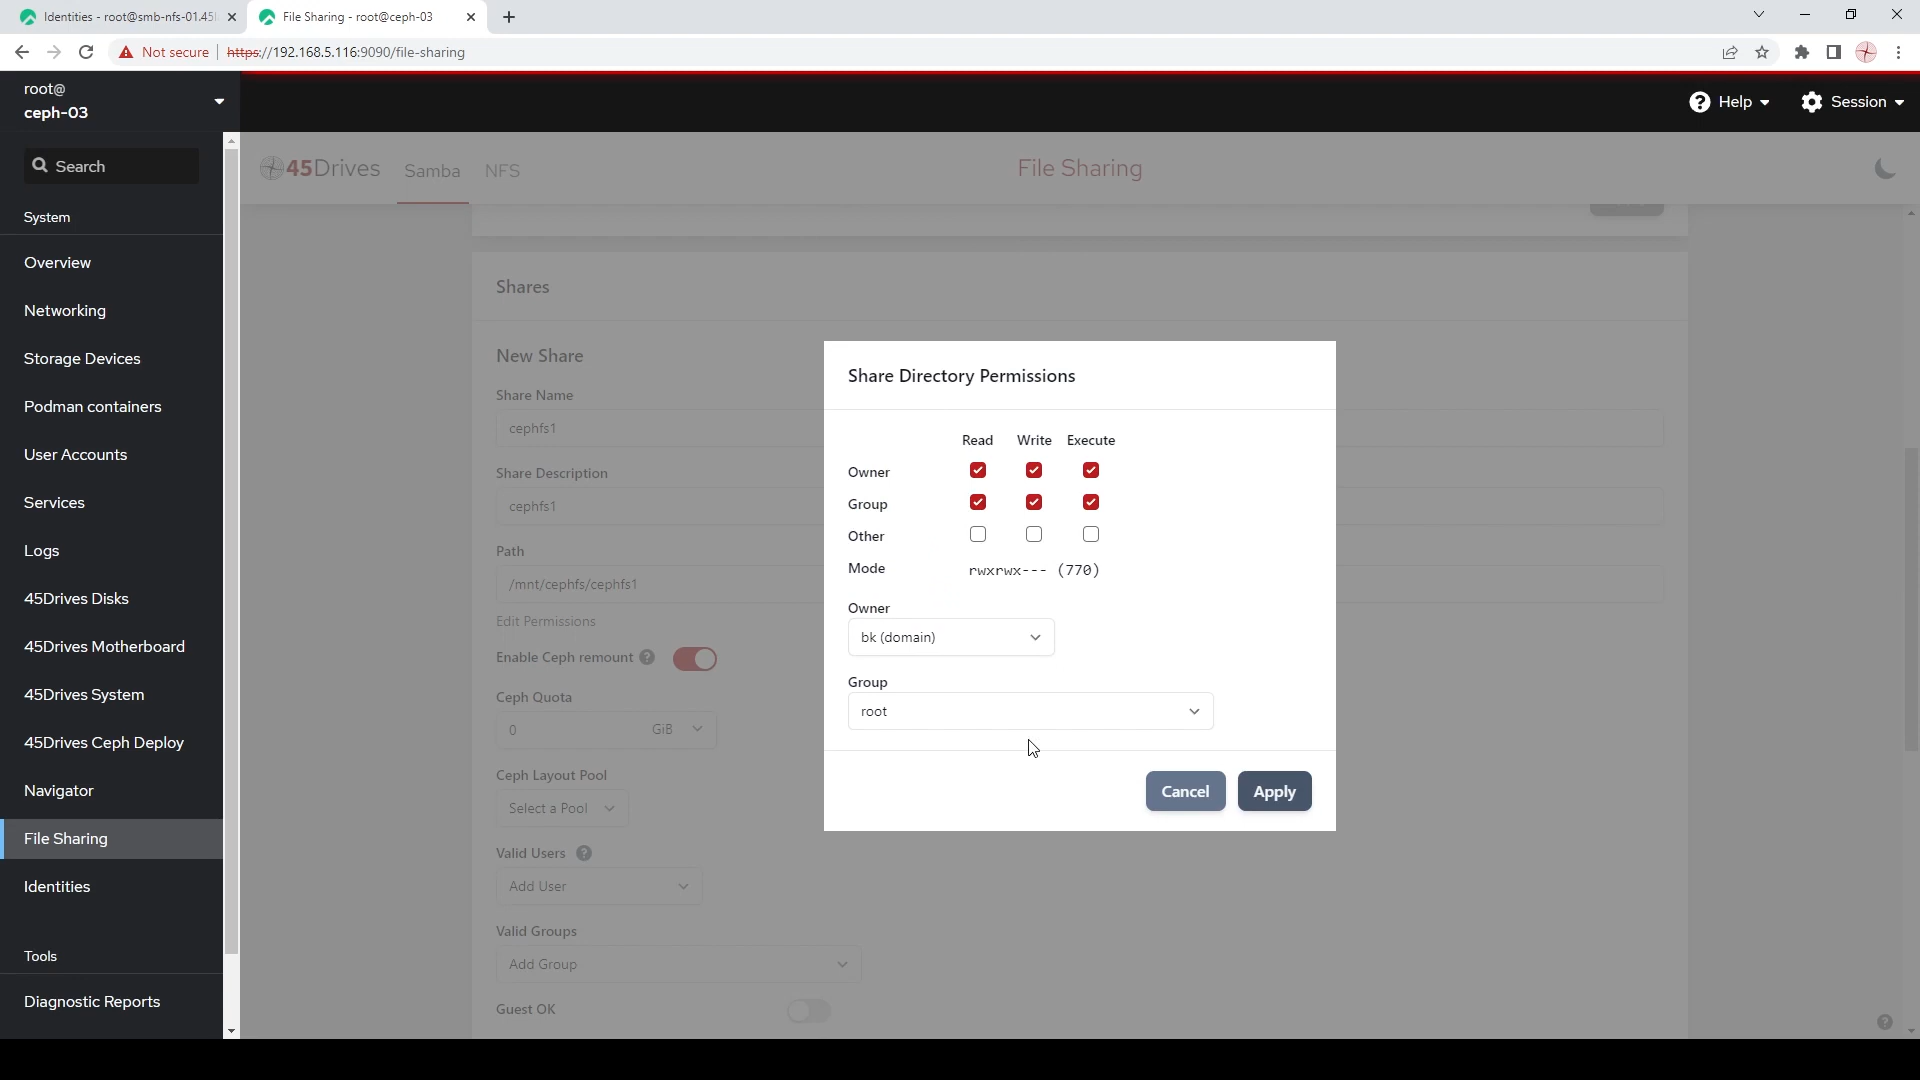 Identities - root@smb-nfs-01.45
File Sharing - root@ceph-03
Not secure
https://192.168.5.116:9090/file-sharing
root@
ceph-03
Help
Session
Search
System
Overview
Networking
Storage Devices
Podman containers
User Accounts
Services
Logs
45Drives Disks
45Drives Motherboard
45Drives System
45Drives Ceph Deploy
Navigator
File Sharing
Identities
Tools
Diagnostic Reports
45Drives
Samba
NFS
File Sharing
Shares
New Share
Share Name
cephfs1
Share Description
cephfs1
Path
/mnt/cephfs/cephfs1
Edit Permissions
Enable Ceph remount ?
Ceph Quota
0 GiB
Ceph Layout Pool
Select a Pool
Valid Users ?
Add User
Valid Groups
Add Group
Guest OK
Share Directory Permissions
Read Write Execute
Owner
Group
Other
Mode rwxrwx--- (770)
Owner
bk (domain)
Group
root
Cancel
Apply